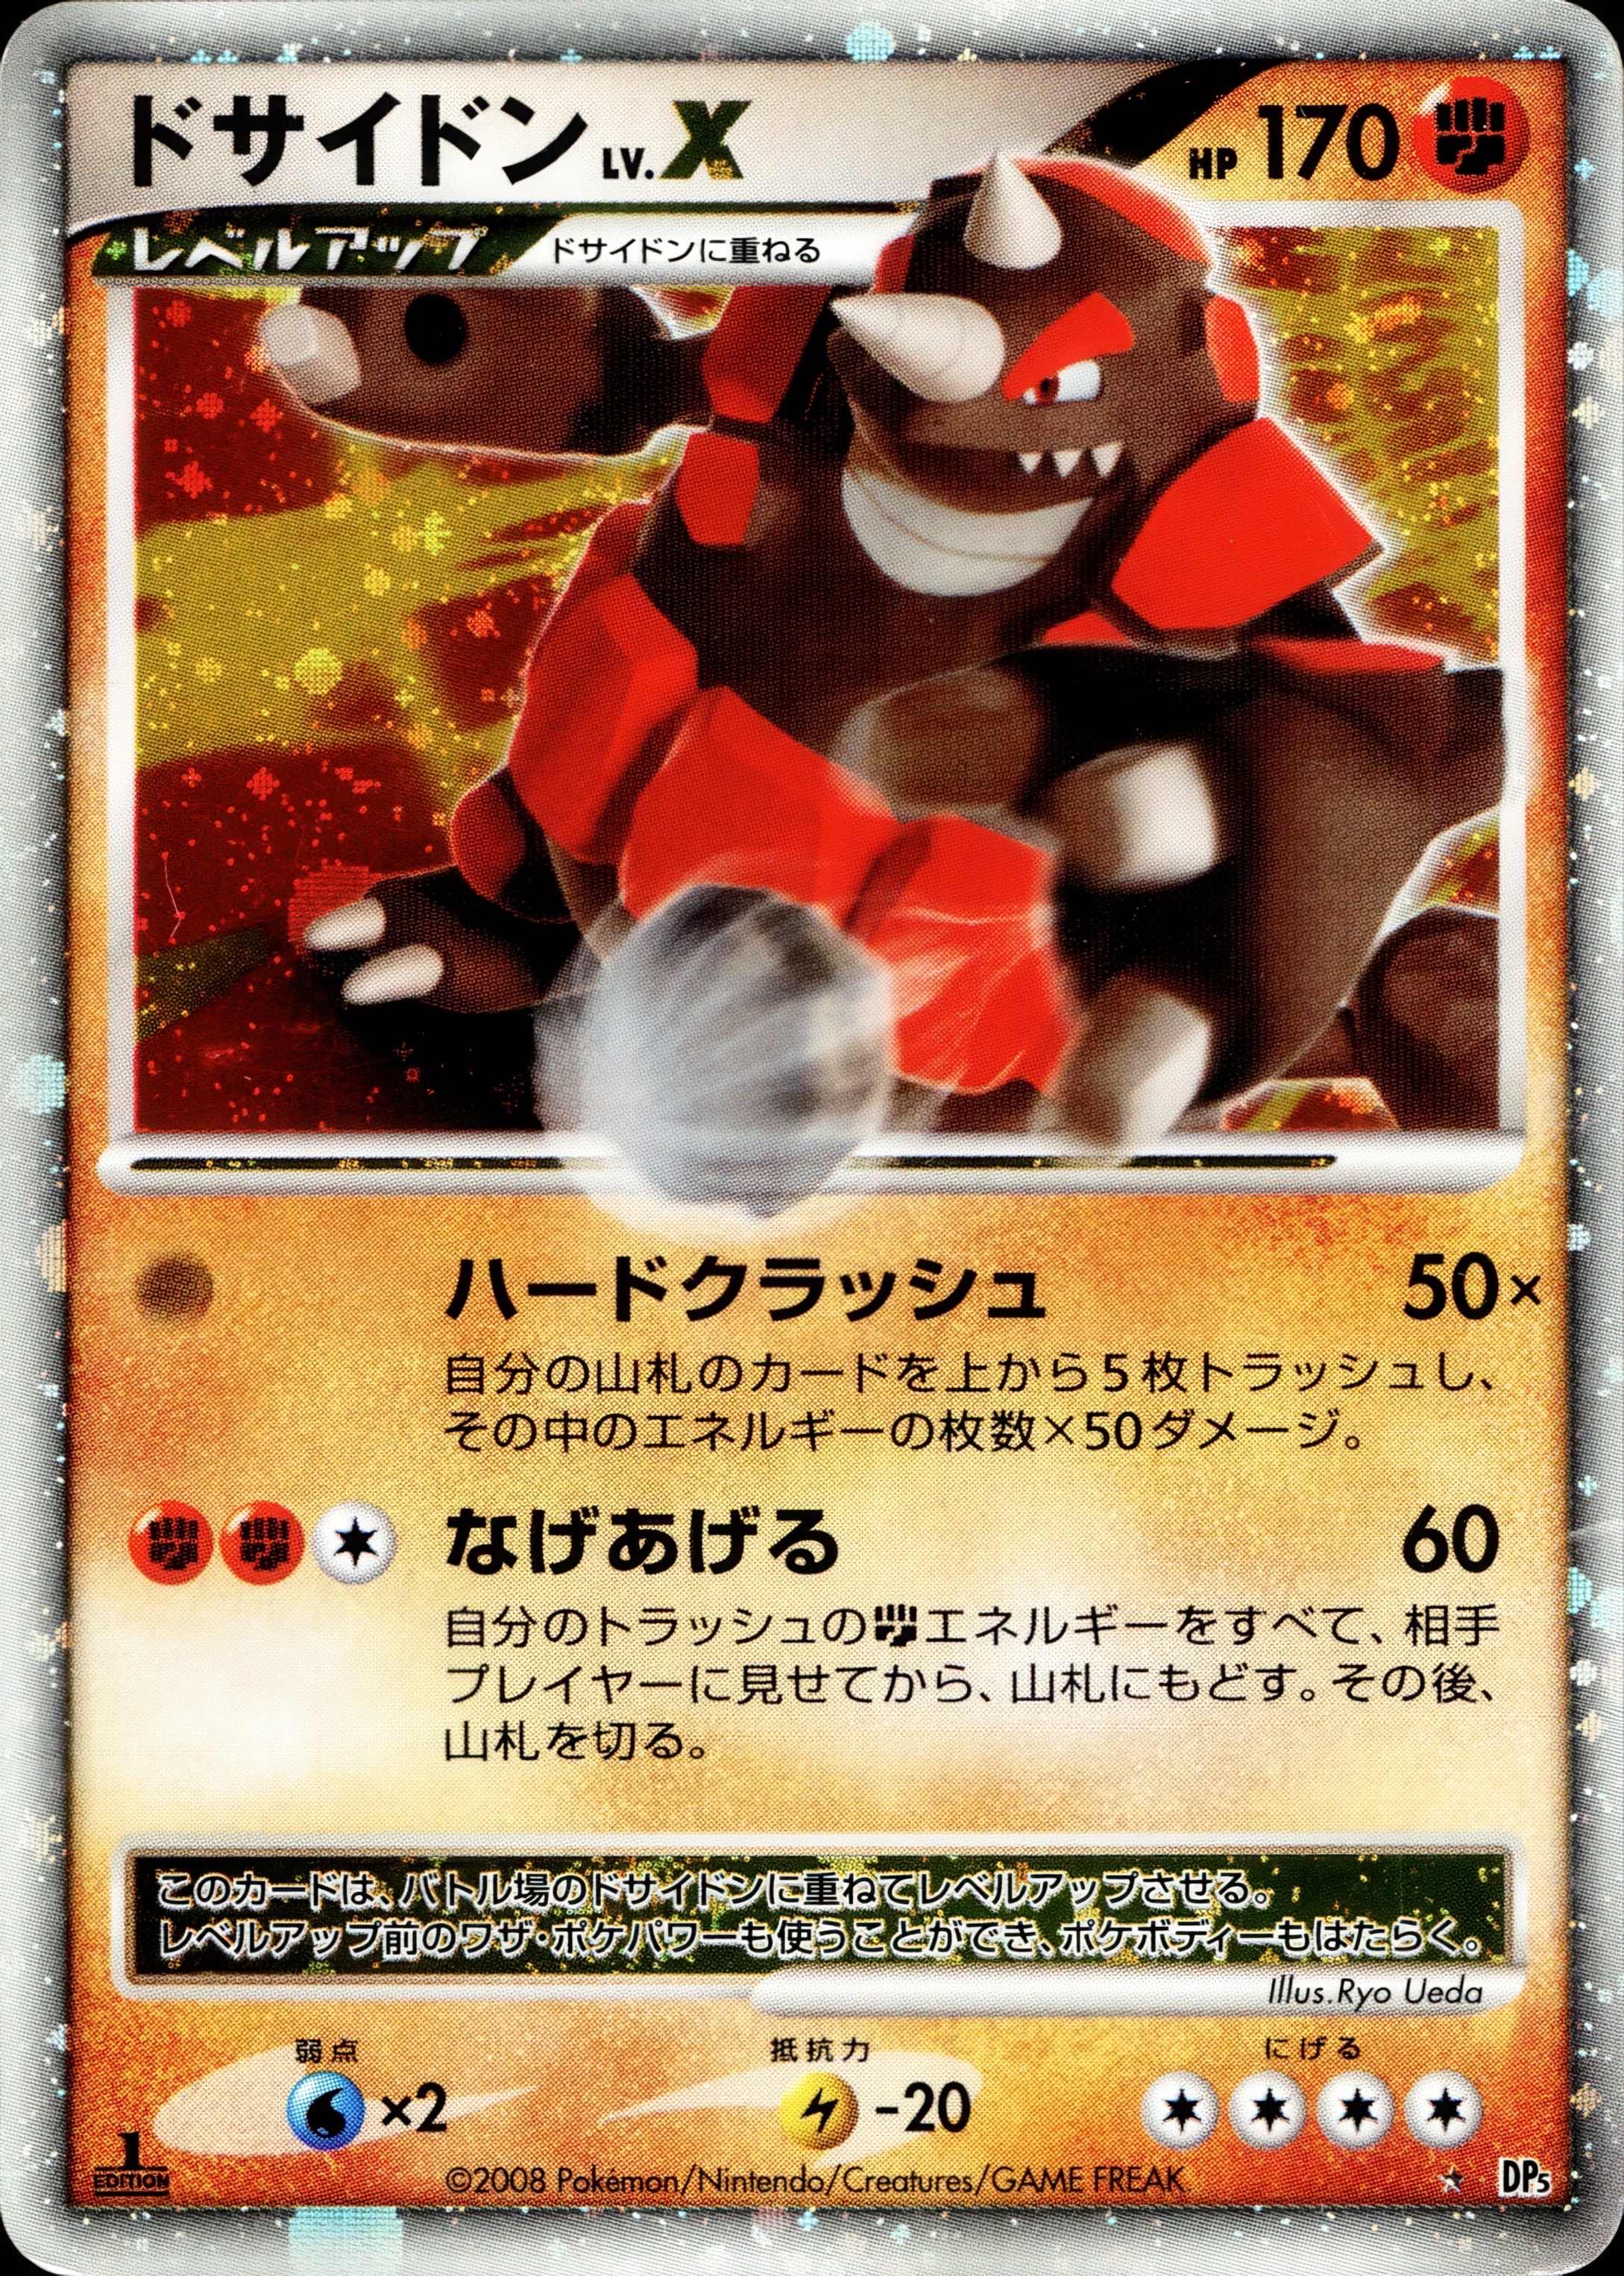 ドサイドン LV.X HP 170
レベルアップ ドサイドンに重ねる
ハードクラッシュ 50×
自分の山札のカードを上から5枚トラッシュし、
その中のエネルギーの枚数×50ダメージ。
なげあげる 60
自分のトラッシュのエネルギーをすべて、相手
プレイヤーに見せてから、山札にもどす。その後、
山札を切る。
このカードは、バトル場のドサイドンに重ねてレベルアップさせる。
レベルアップ前のワザ・ポケパワーも使うことができ、ポケボディーもはたらく。
Illus.Ryo Ueda
弱点 抵抗力 にげる
×2 -20
1 EDITION
©2008 Pokémon/Nintendo/Creatures/GAME FREAK
DP5